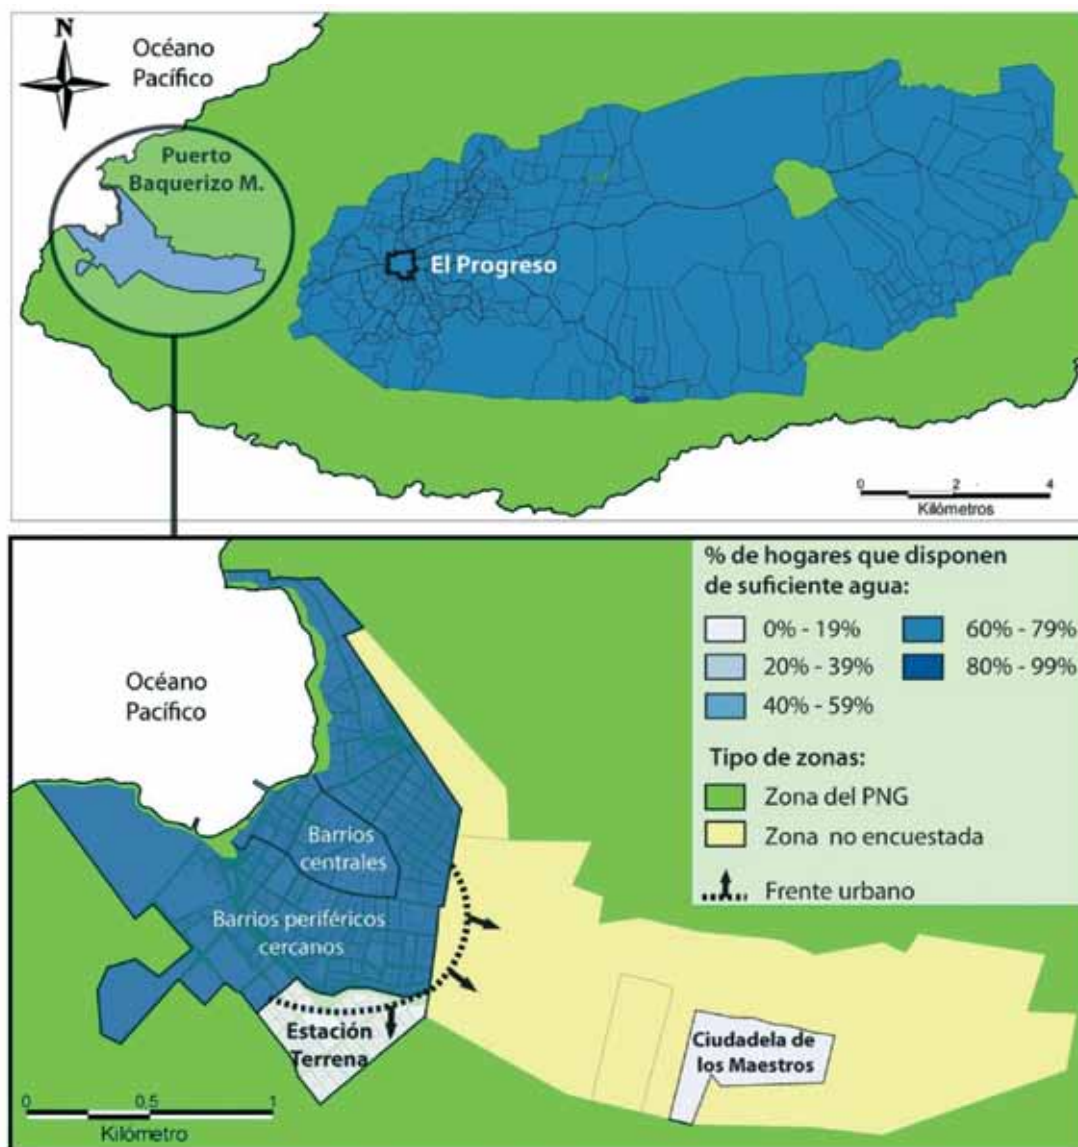 N
Océano
Pacífico
Puerto
Baquerizo M.
El Progreso
0 2 4
Kilómetros
% de hogares que disponen
de suficiente agua:
0% - 19% 60% - 79%
20% - 39% 80% - 99%
40% - 59%
Tipo de zonas:
Zona del PNG
Zona no encuestada
Frente urbano
Océano
Pacífico
Barrios
centrales
Barrios periféricos
cercanos
Estación
Terrena
Ciudadela de
los Maestros
0 0,5 1
Kilómetro